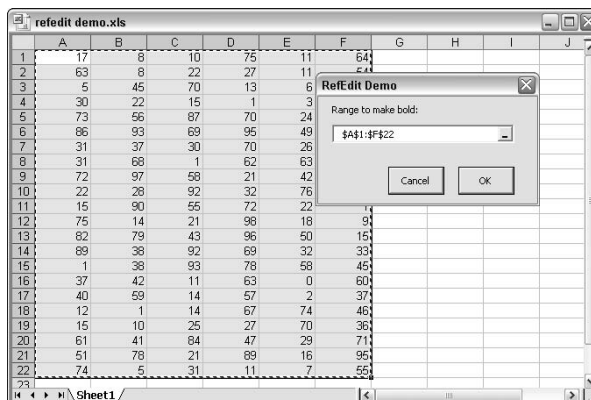 refedit demo.xls
A B C D E F G H I J
1 17 8 10 75 11 64
2 63 8 22 27 11
3 5 45 70 13 6
4 30 22 15 1 3
5 73 56 87 70 24
6 86 93 69 95 49
7 31 37 30 70 26
8 31 68 1 62 63
9 72 97 58 21 42
10 22 28 92 32 76
11 15 90 55 72 22
12 75 14 21 98 18 9
13 82 79 43 96 50 15
14 89 38 92 69 32 33
15 1 38 93 78 58 45
16 37 42 11 63 0 60
17 40 59 14 57 2 37
18 12 1 14 67 74 46
19 15 10 25 27 70 36
20 61 41 84 47 29 71
21 51 78 21 89 16 95
22 74 5 31 11 7 55
23
Sheet1
RefEdit Demo
Range to make bold:
$A$1:$F$22
Cancel OK